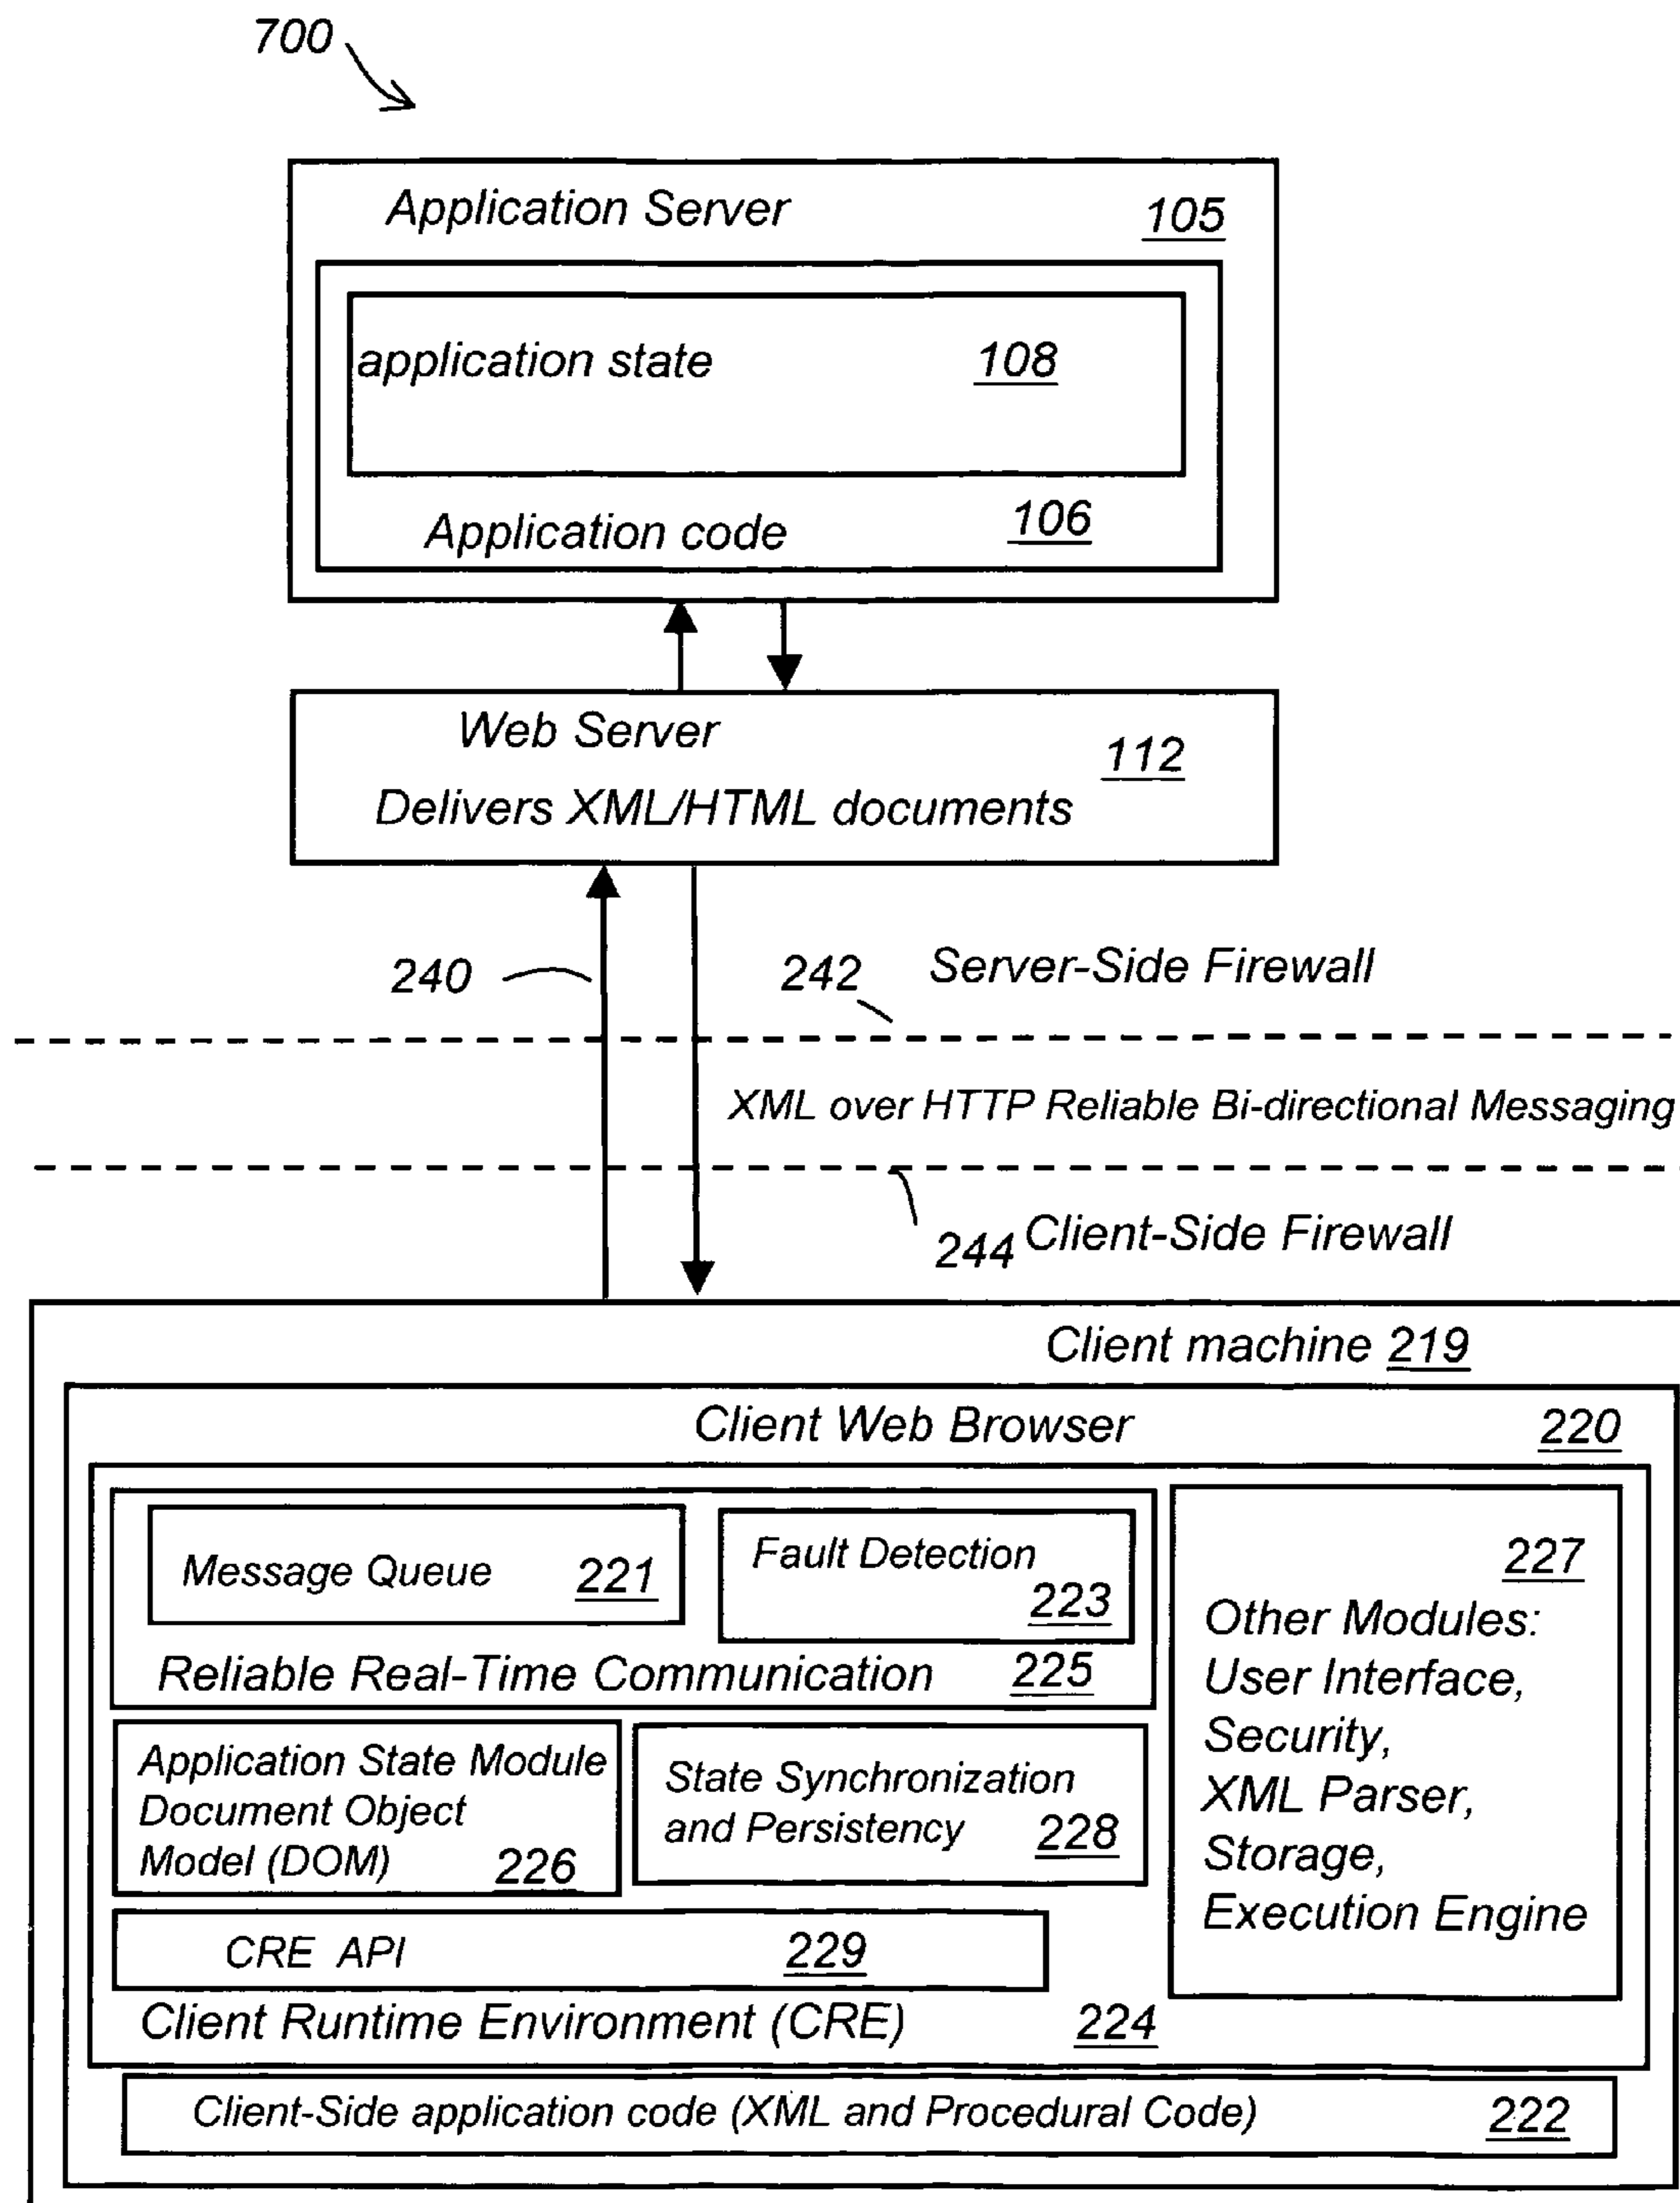 700
Application Server 105
application state 108
Application code 106
Web Server
112
Delivers XML/HTML documents
240
242
Server-Side Firewall
XML over HTTP Reliable Bi-directional Messaging
244
Client-Side Firewall
Client machine 219
Client Web Browser 220
Message Queue 221
Fault Detection
223
Reliable Real-Time Communication 225
227
Other Modules:
User Interface,
Security,
XML Parser,
Storage,
Execution Engine
Application State Module
Document Object
Model (DOM) 226
State Synchronization
and Persistency 228
CRE API 229
Client Runtime Environment (CRE) 224
Client-Side application code (XML and Procedural Code) 222